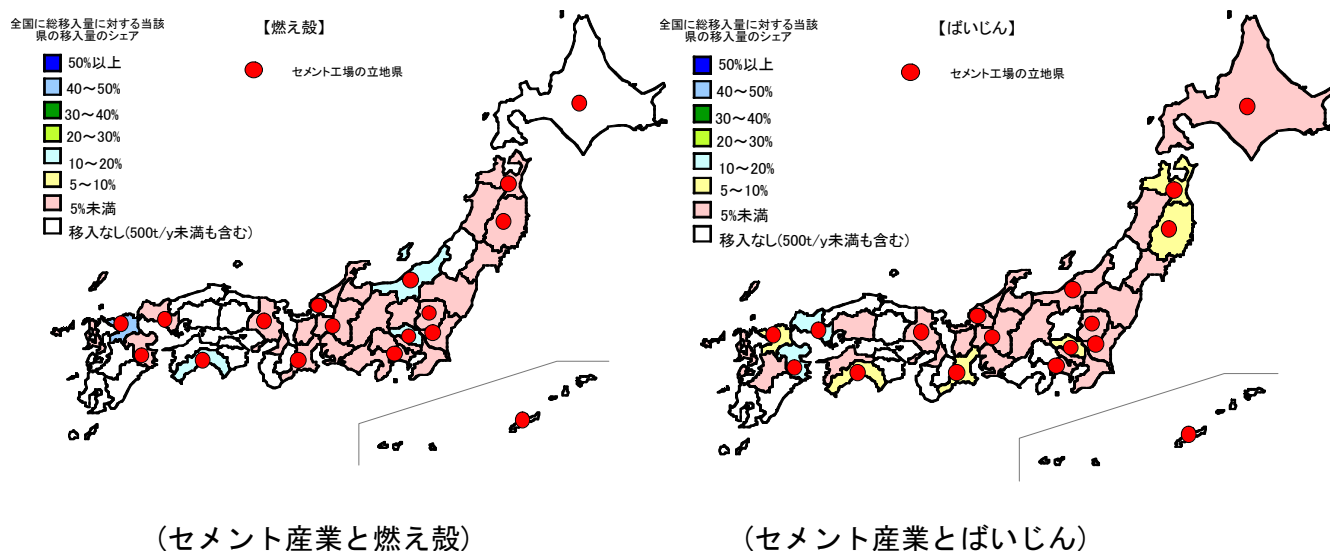 全国に総移入量に対する当該
県の移入量のシェア
【燃え殻】
50%以上
40～50%
30～40%
20～30%
10～20%
5～10%
5%未満
移入なし(500t/y未満も含む)
セメント工場の立地県
全国に総移入量に対する当該
県の移入量のシェア
【ばいじん】
50%以上
40～50%
30～40%
20～30%
10～20%
5～10%
5%未満
移入なし(500t/y未満も含む)
セメント工場の立地県
(セメント産業と燃え殻)
(セメント産業とばいじん)